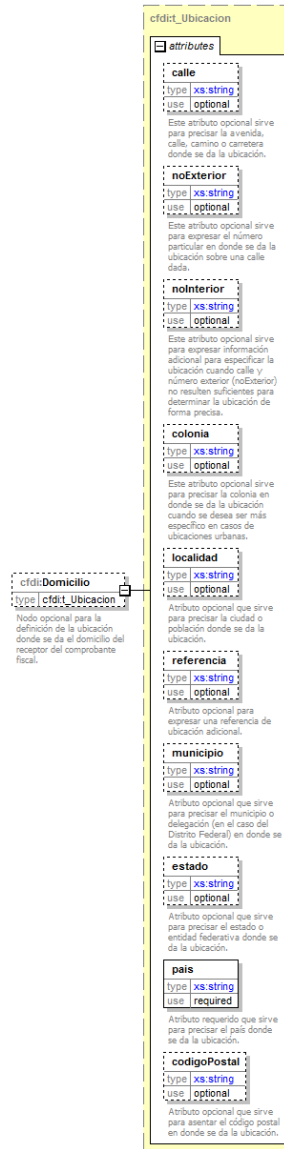 cfdi:t_Ubicacion
attributes
calle
type xs:string
use optional
Este atributo opcional sirve
para precisar la avenida,
calle, camino o carretera
donde se da la ubicación.
noExterior
type xs:string
use optional
Este atributo opcional sirve
para expresar el número
particular en donde se da la
ubicación sobre una calle
dada.
noInterior
type xs:string
use optional
Este atributo opcional sirve
para expresar información
adicional para especificar la
ubicación cuando calle y
número exterior (noExterior)
no resulten suficientes para
determinar la ubicación de
forma precisa.
colonia
type xs:string
use optional
Este atributo opcional sirve
para precisar la colonia en
donde se da la ubicación
cuando se desea ser más
específico en casos de
ubicaciones urbanas.
cfdi:Domicilio
type cfdi:t_Ubicacion
Nodo opcional para la
definición de la ubicación
donde se da el domicilio del
receptor del comprobante
fiscal.
localidad
type xs:string
use optional
Atributo opcional que sirve
para precisar la ciudad o
población donde se da la
ubicación.
referencia
type xs:string
use optional
Atributo opcional para
expresar una referencia de
ubicación adicional.
municipio
type xs:string
use optional
Atributo opcional que sirve
para precisar el municipio o
delegación (en el caso del
Distrito Federal) en donde se
da la ubicación.
estado
type xs:string
use optional
Atributo opcional que sirve
para precisar el estado o
entidad federativa donde se
da la ubicación.
pais
type xs:string
use required
Atributo requerido que sirve
para precisar el país donde
se da la ubicación.
codigoPostal
type xs:string
use optional
Atributo opcional que sirve
para asentar el código postal
en donde se da la ubicación.